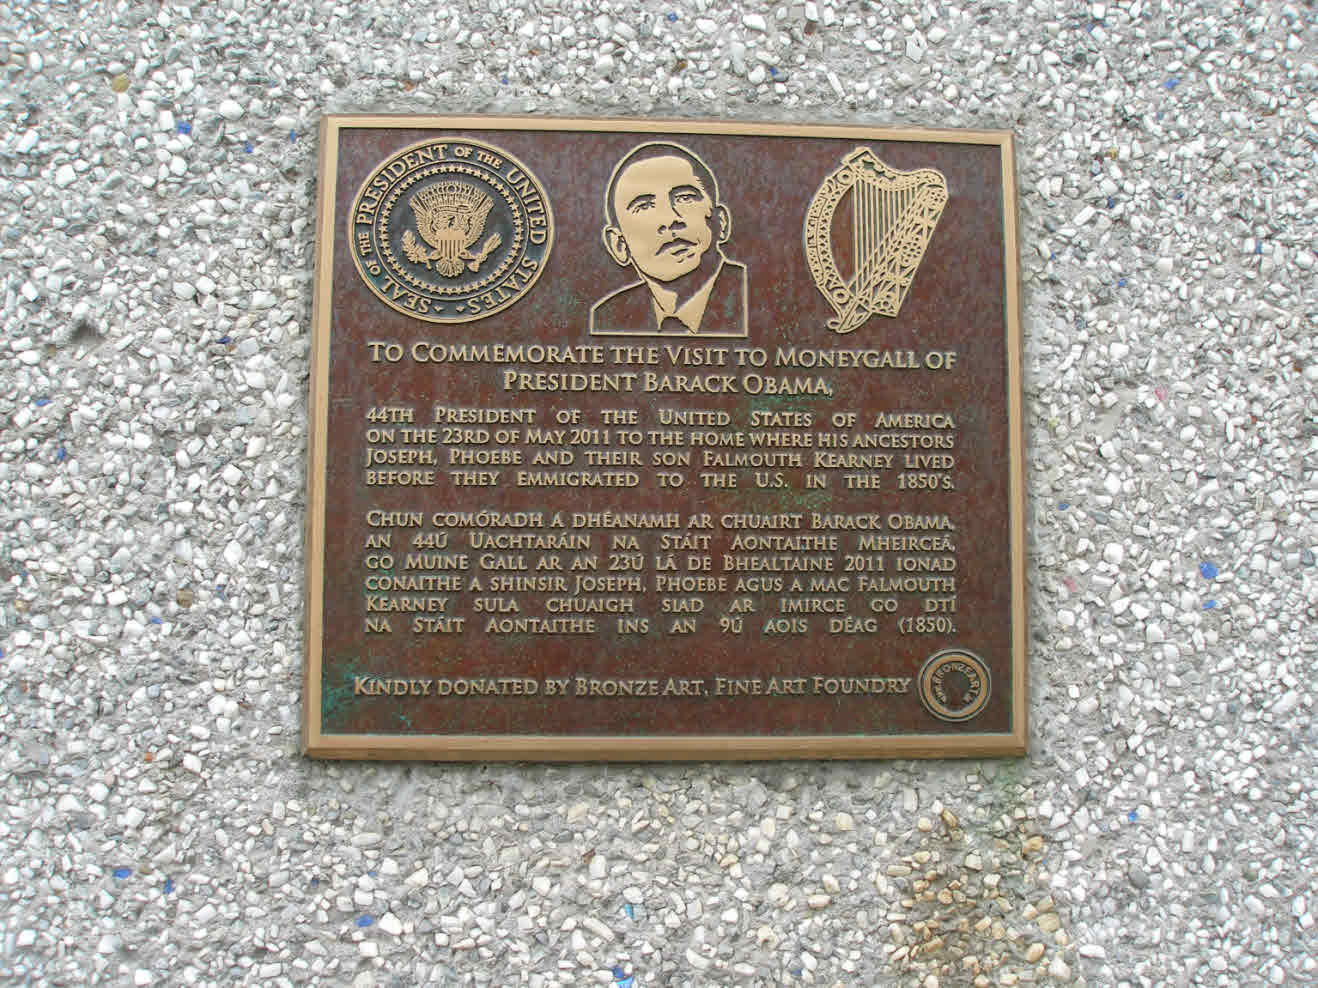 SEAL OF THE PRESIDENT OF THE UNITED STATES
TO COMMEMORATE THE VISIT TO MONEYGALL OF
PRESIDENT BARACK OBAMA,
44TH PRESIDENT OF THE UNITED STATES OF AMERICA
ON THE 23RD OF MAY 2011 TO THE HOME WHERE HIS ANCESTORS
JOSEPH, PHOEBE AND THEIR SON FALMOUTH KEARNEY LIVED
BEFORE THEY EMMIGRATED TO THE U.S. IN THE 1850'S.
CHUN COMÓRADH A DHÉANAMH AR CHUAIRT BARACK OBAMA,
AN 44Ú UACHTARÁIN NA STÁIT AONTAITHE MHEIRCEÁ,
GO MUINE GALL AR AN 23Ú LÁ DE BHEALTAINE 2011 IONAD
CONAITHE A SHINSIR JOSEPH, PHOEBE AGUS A MAC FALMOUTH
KEARNEY SULA CHUAIGH SIAD AR IMIRCE GO DTÍ
NA STÁIT AONTAITHE INS AN 9Ú AOIS DÉAG (1850).
KINDLY DONATED BY BRONZE ART, FINE ART FOUNDRY